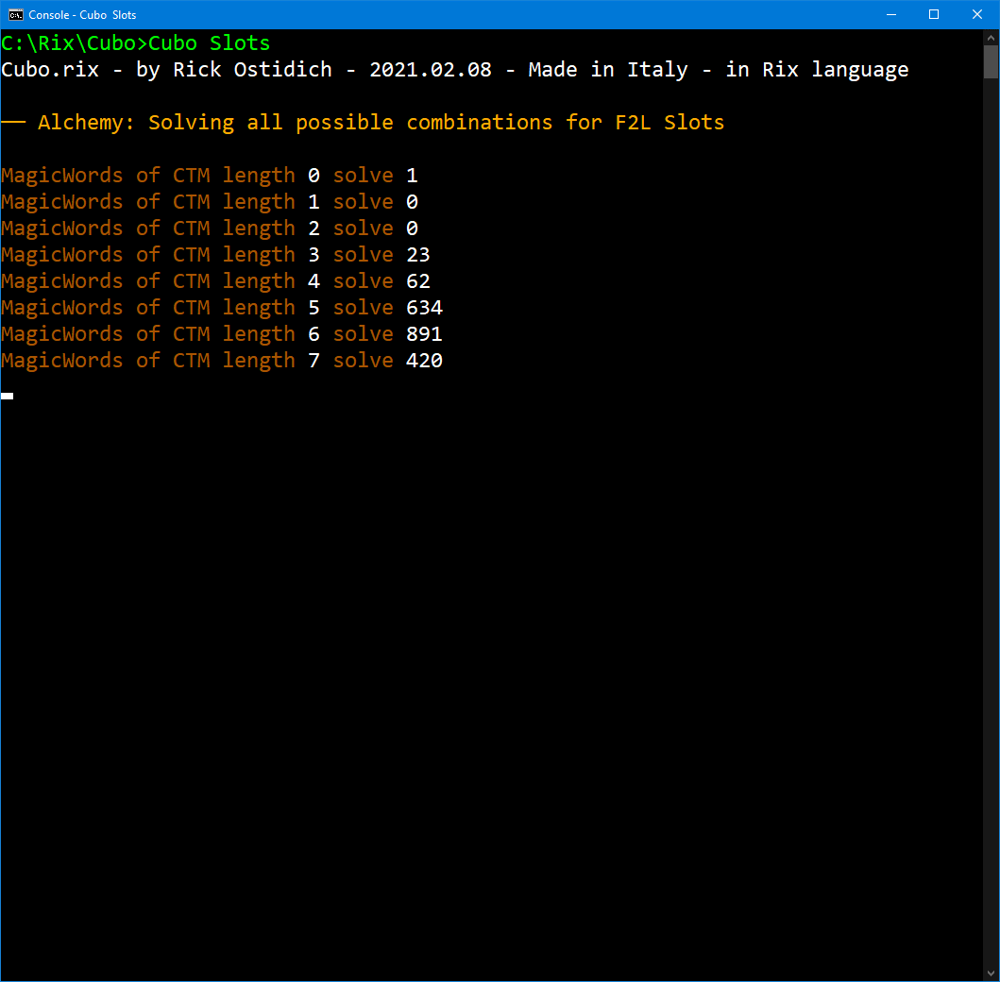 Console - Cubo Slots
C:\Rix\Cubo>Cubo Slots
Cubo.rix - by Rick Ostidich - 2021.02.08 - Made in Italy - in Rix language
── Alchemy: Solving all possible combinations for F2L Slots
MagicWords of CTM length 0 solve 1
MagicWords of CTM length 1 solve 0
MagicWords of CTM length 2 solve 0
MagicWords of CTM length 3 solve 23
MagicWords of CTM length 4 solve 62
MagicWords of CTM length 5 solve 634
MagicWords of CTM length 6 solve 891
MagicWords of CTM length 7 solve 420